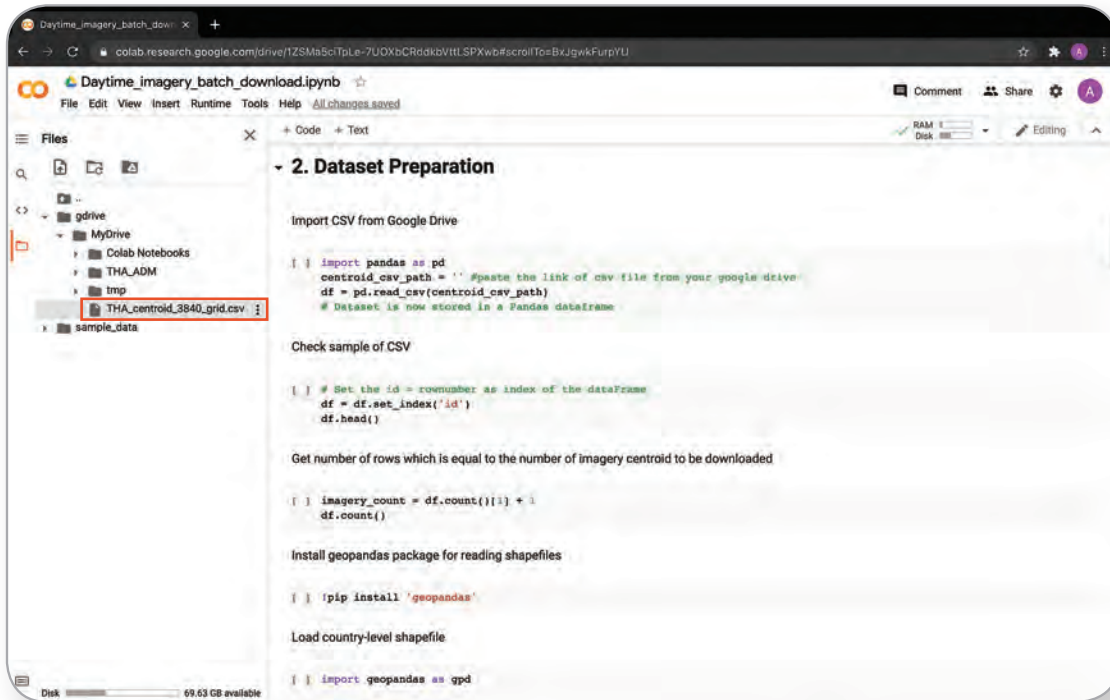 Daytime_imagery_batch_down
colab.research.google.com/drive/1ZSMa5ciTpLe-7UOXbCRddkbVttLSPXwb#scrollTo=BxJgwkFurpYU
A
Daytime_imagery_batch_download.ipynb
File Edit View Insert Runtime Tools Help All changes saved
Comment Share A
Files
+ Code + Text
RAM
Disk
Editing
..
gdrive
MyDrive
Colab Notebooks
THA_ADM
tmp
THA_centroid_3840_grid.csv
sample_data
Disk 69.63 GB available
2. Dataset Preparation
Import CSV from Google Drive
[ ] import pandas as pd
centroid_csv_path = '' #paste the link of csv file from your google drive
df = pd.read_csv(centroid_csv_path)
# Dataset is now stored in a Pandas dataframe
Check sample of CSV
[ ] # Set the id = rownumber as index of the dataFrame
df = df.set_index('id')
df.head()
Get number of rows which is equal to the number of imagery centroid to be downloaded
[ ] imagery_count = df.count()[1] + 1
df.count()
Install geopandas package for reading shapefiles
[ ] !pip install 'geopandas'
Load country-level shapefile
[ ] import geopandas as gpd